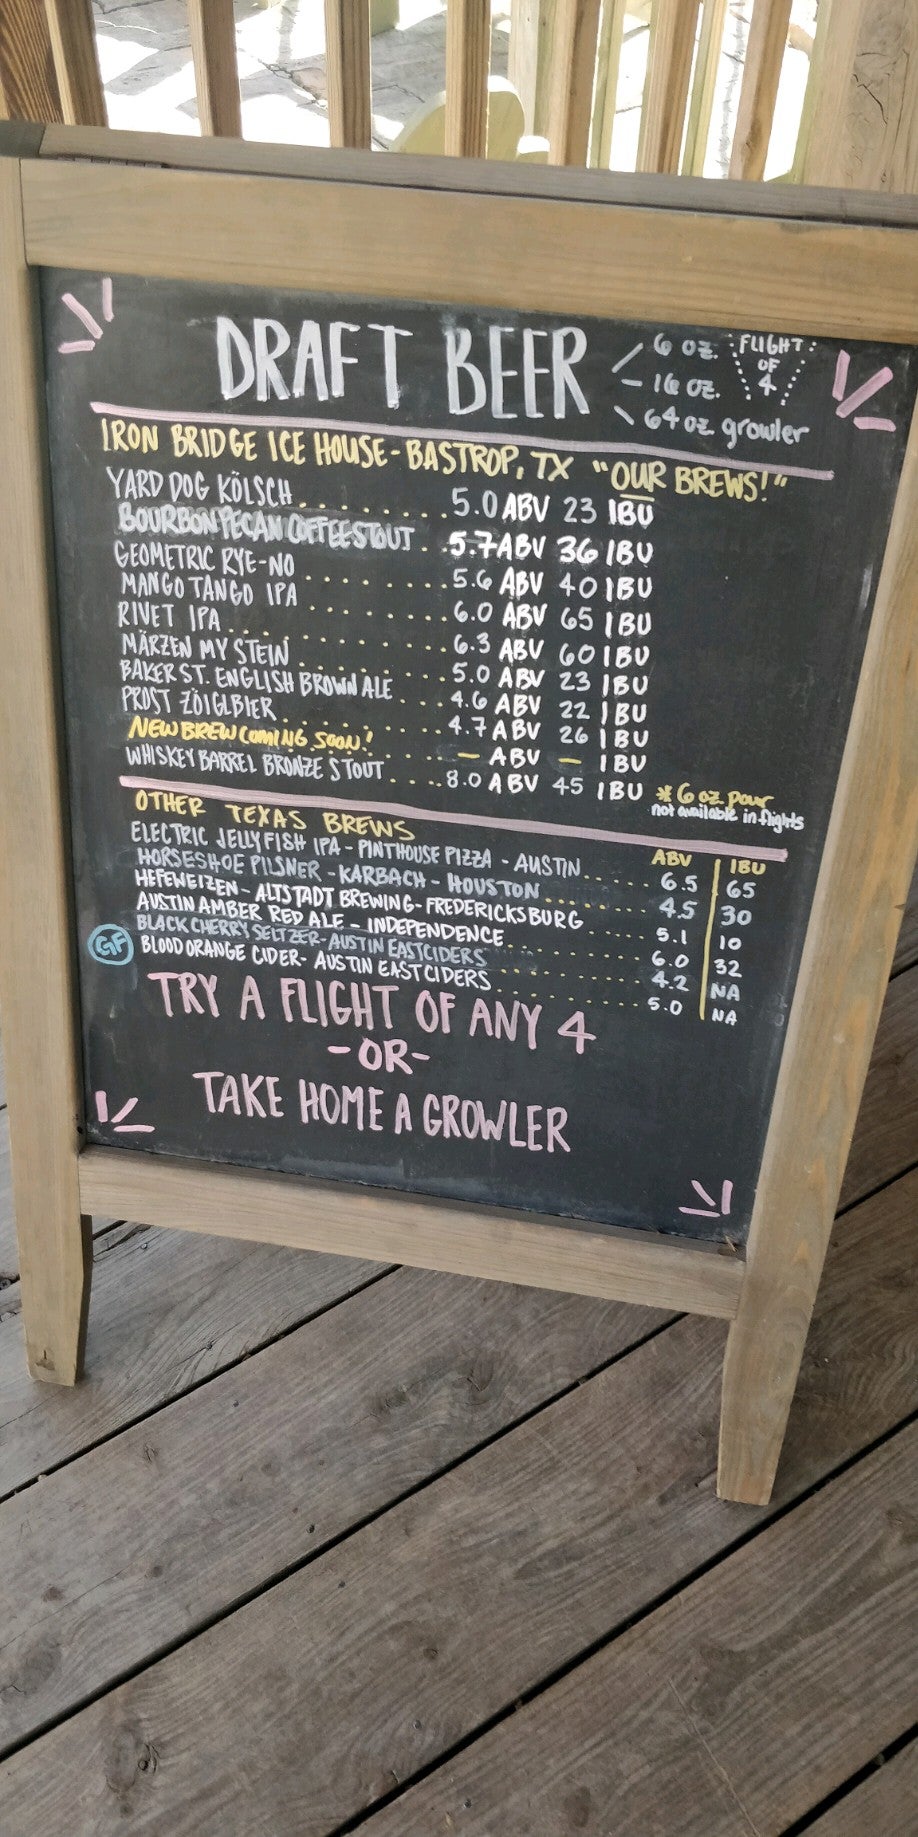 DRAFT BEER
6 oz.
16 oz.
64 oz growler
FLIGHT
OF
4
IRON BRIDGE ICE HOUSE - BASTROP, TX "OUR BREWS!"
YARD DOG KÖLSCH ........ 5.0 ABV 23 IBU
BOURBON PECAN COFFEE STOUT .. 5.7 ABV 36 IBU
GEOMETRIC RYE-NO ........ 5.6 ABV 40 IBU
MANGO TANGO IPA ........ 6.0 ABV 65 IBU
RIVET IPA ........ 6.3 ABV 60 IBU
MÄRZEN MY STEIN ........ 5.0 ABV 23 IBU
BAKER ST. ENGLISH BROWN ALE .... 4.6 ABV 22 IBU
PROST ZÖIGLBIER ........ 4.7 ABV 26 IBU
NEW BREW COMING SOON! .... — ABV — IBU
WHISKEY BARREL BRONZE STOUT .... 8.0 ABV 45 IBU * 6 oz pour
not available in flights
OTHER TEXAS BREWS ABV IBU
ELECTRIC JELLYFISH IPA - PINTHOUSE PIZZA - AUSTIN ...... 6.5 65
HORSESHOE PILSNER - KARBACH - HOUSTON ........ 4.5 30
HEFEWEIZEN - ALTSTADT BREWING - FREDERICKSBURG ...... 5.1 10
AUSTIN AMBER RED ALE - INDEPENDENCE ........ 6.0 32
BLACK CHERRY SELTZER - AUSTIN EASTCIDERS ........ 4.2 NA
GF BLOOD ORANGE CIDER - AUSTIN EASTCIDERS ........ 5.0 NA
TRY A FLIGHT OF ANY 4
-OR-
TAKE HOME A GROWLER